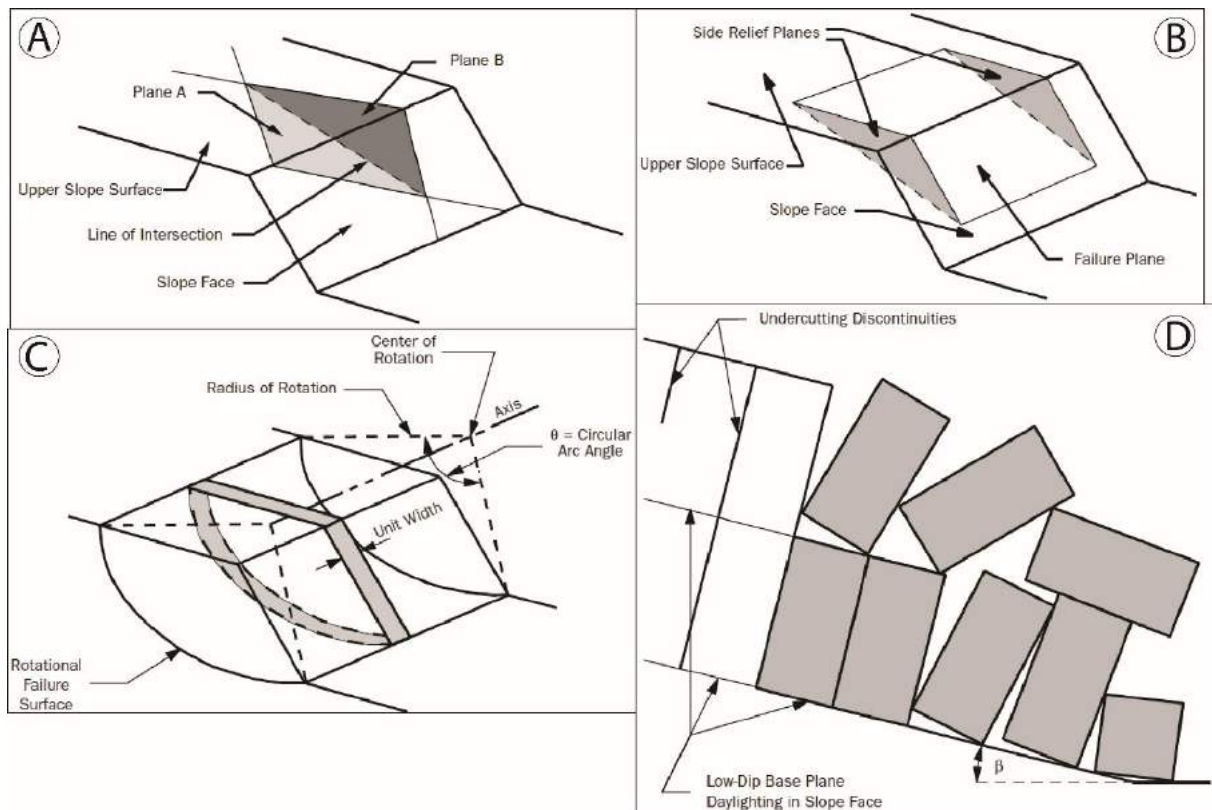 A
Plane B
Plane A
Upper Slope Surface
Line of Intersection
Slope Face
B
Side Relief Planes
Upper Slope Surface
Slope Face
Failure Plane
C
Center of
Rotation
Radius of Rotation
Axis
θ = Circular
Arc Angle
Unit Width
Rotational
Failure
Surface
D
Undercutting Discontinuities
β
Low-Dip Base Plane
Daylighting in Slope Face